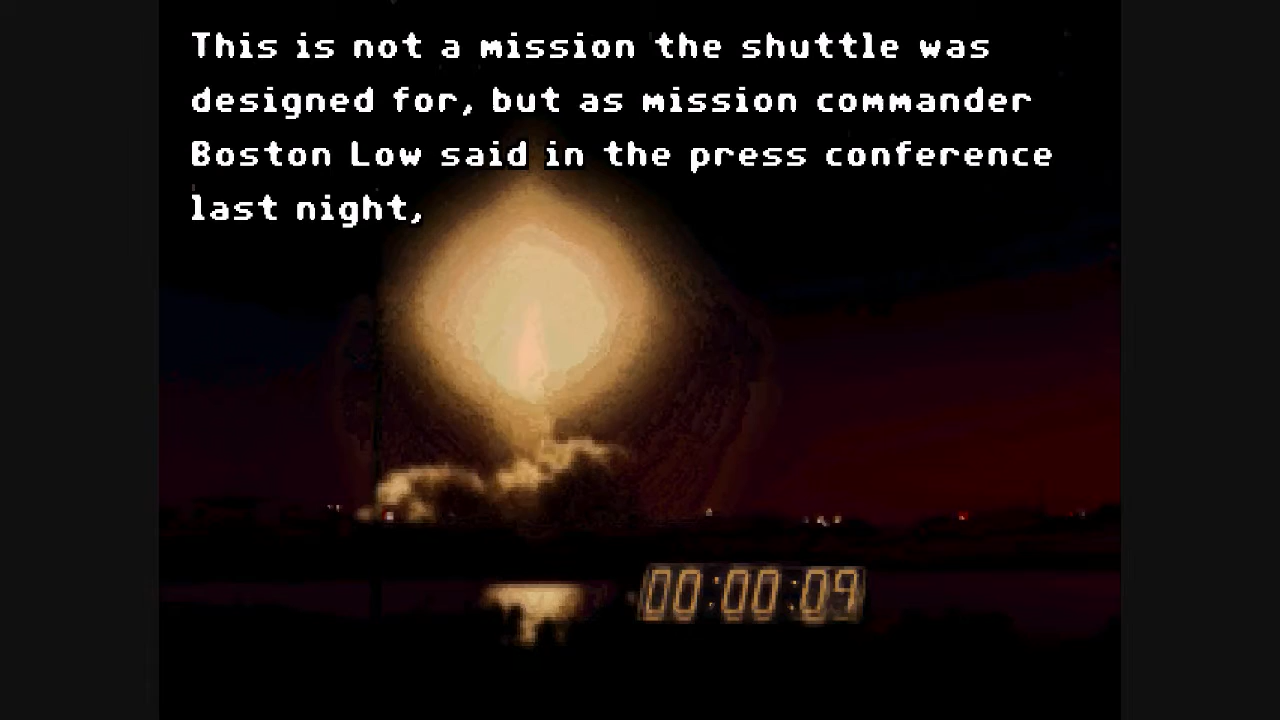 This is not a mission the shuttle was
designed for, but as mission commander
Boston Low said in the press conference
last night,
00:00:09